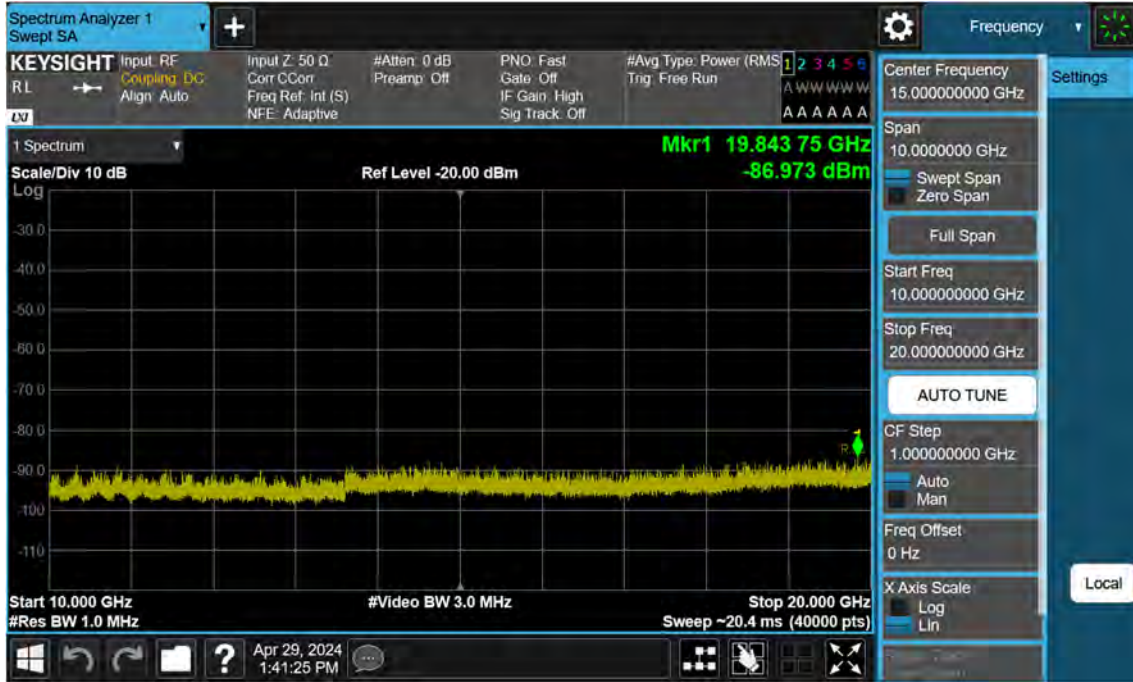 Spectrum Analyzer 1
Swept SA
Frequency
KEYSIGHT
RL
LXI
Input: RF
Coupling: DC
Align: Auto
Input Z: 50 Ω
Corr CCorr
Freq Ref: Int (S)
NFE: Adaptive
#Atten: 0 dB
Preamp: Off
PNO: Fast
Gate: Off
IF Gain: High
Sig Track: Off
#Avg Type: Power (RMS
Trig: Free Run
1 2 3 4 5 6
A W W W W W
A A A A A A
1 Spectrum
Scale/Div 10 dB
Log
Ref Level -20.00 dBm
Mkr1 19.843 75 GHz
-86.973 dBm
-30.0
-40.0
-50.0
-60.0
-70.0
-80.0
-90.0
-100
-110
1
R
Start 10.000 GHz
#Res BW 1.0 MHz
#Video BW 3.0 MHz
Stop 20.000 GHz
Sweep ~20.4 ms (40000 pts)
Center Frequency
15.000000000 GHz
Settings
Span
10.0000000 GHz
Swept Span
Zero Span
Full Span
Start Freq
10.000000000 GHz
Stop Freq
20.000000000 GHz
AUTO TUNE
CF Step
1.000000000 GHz
Auto
Man
Freq Offset
0 Hz
X Axis Scale
Log
Lin
Local
?
Apr 29, 2024
1:41:25 PM